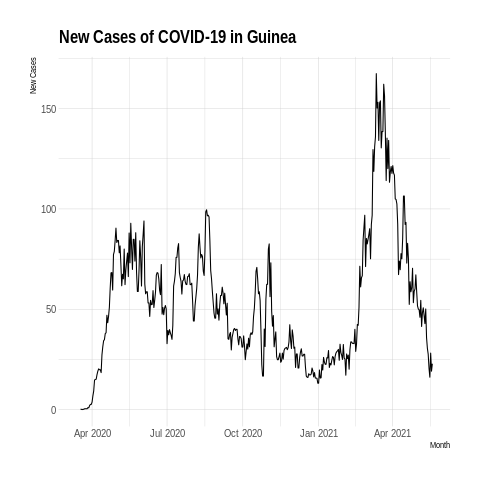 New Cases of COVID-19 in Guinea
New Cases
150
100
50
0
Apr 2020 Jul 2020 Oct 2020 Jan 2021 Apr 2021
Month